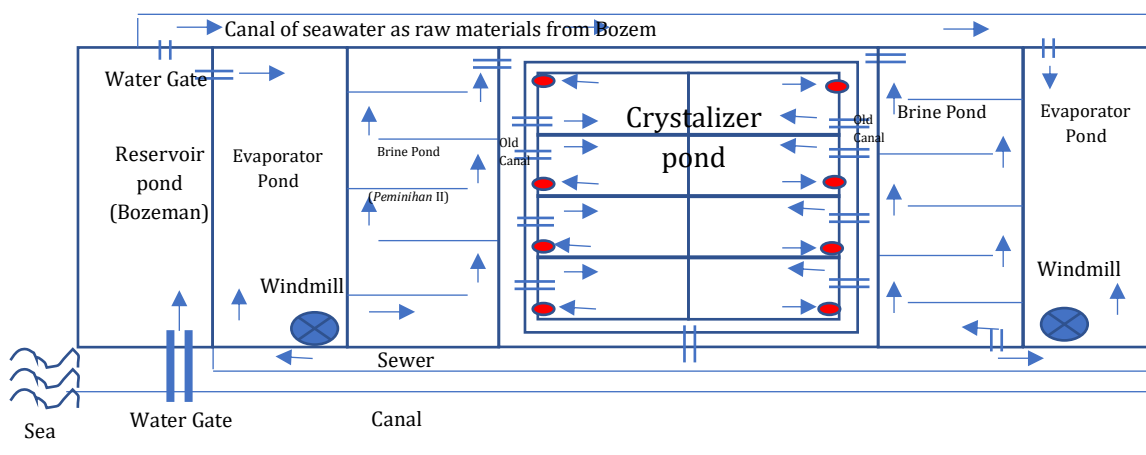 Canal of seawater as raw materials from Bozem
Water Gate
Reservoir
pond
(Bozeman)
Evaporator
Pond
Windmill
Brine Pond
(Peminihan II)
Old
Canal
Crystalizer
pond
Old
Canal
Brine Pond
Evaporator
Pond
Windmill
Sewer
Water Gate
Canal
Sea